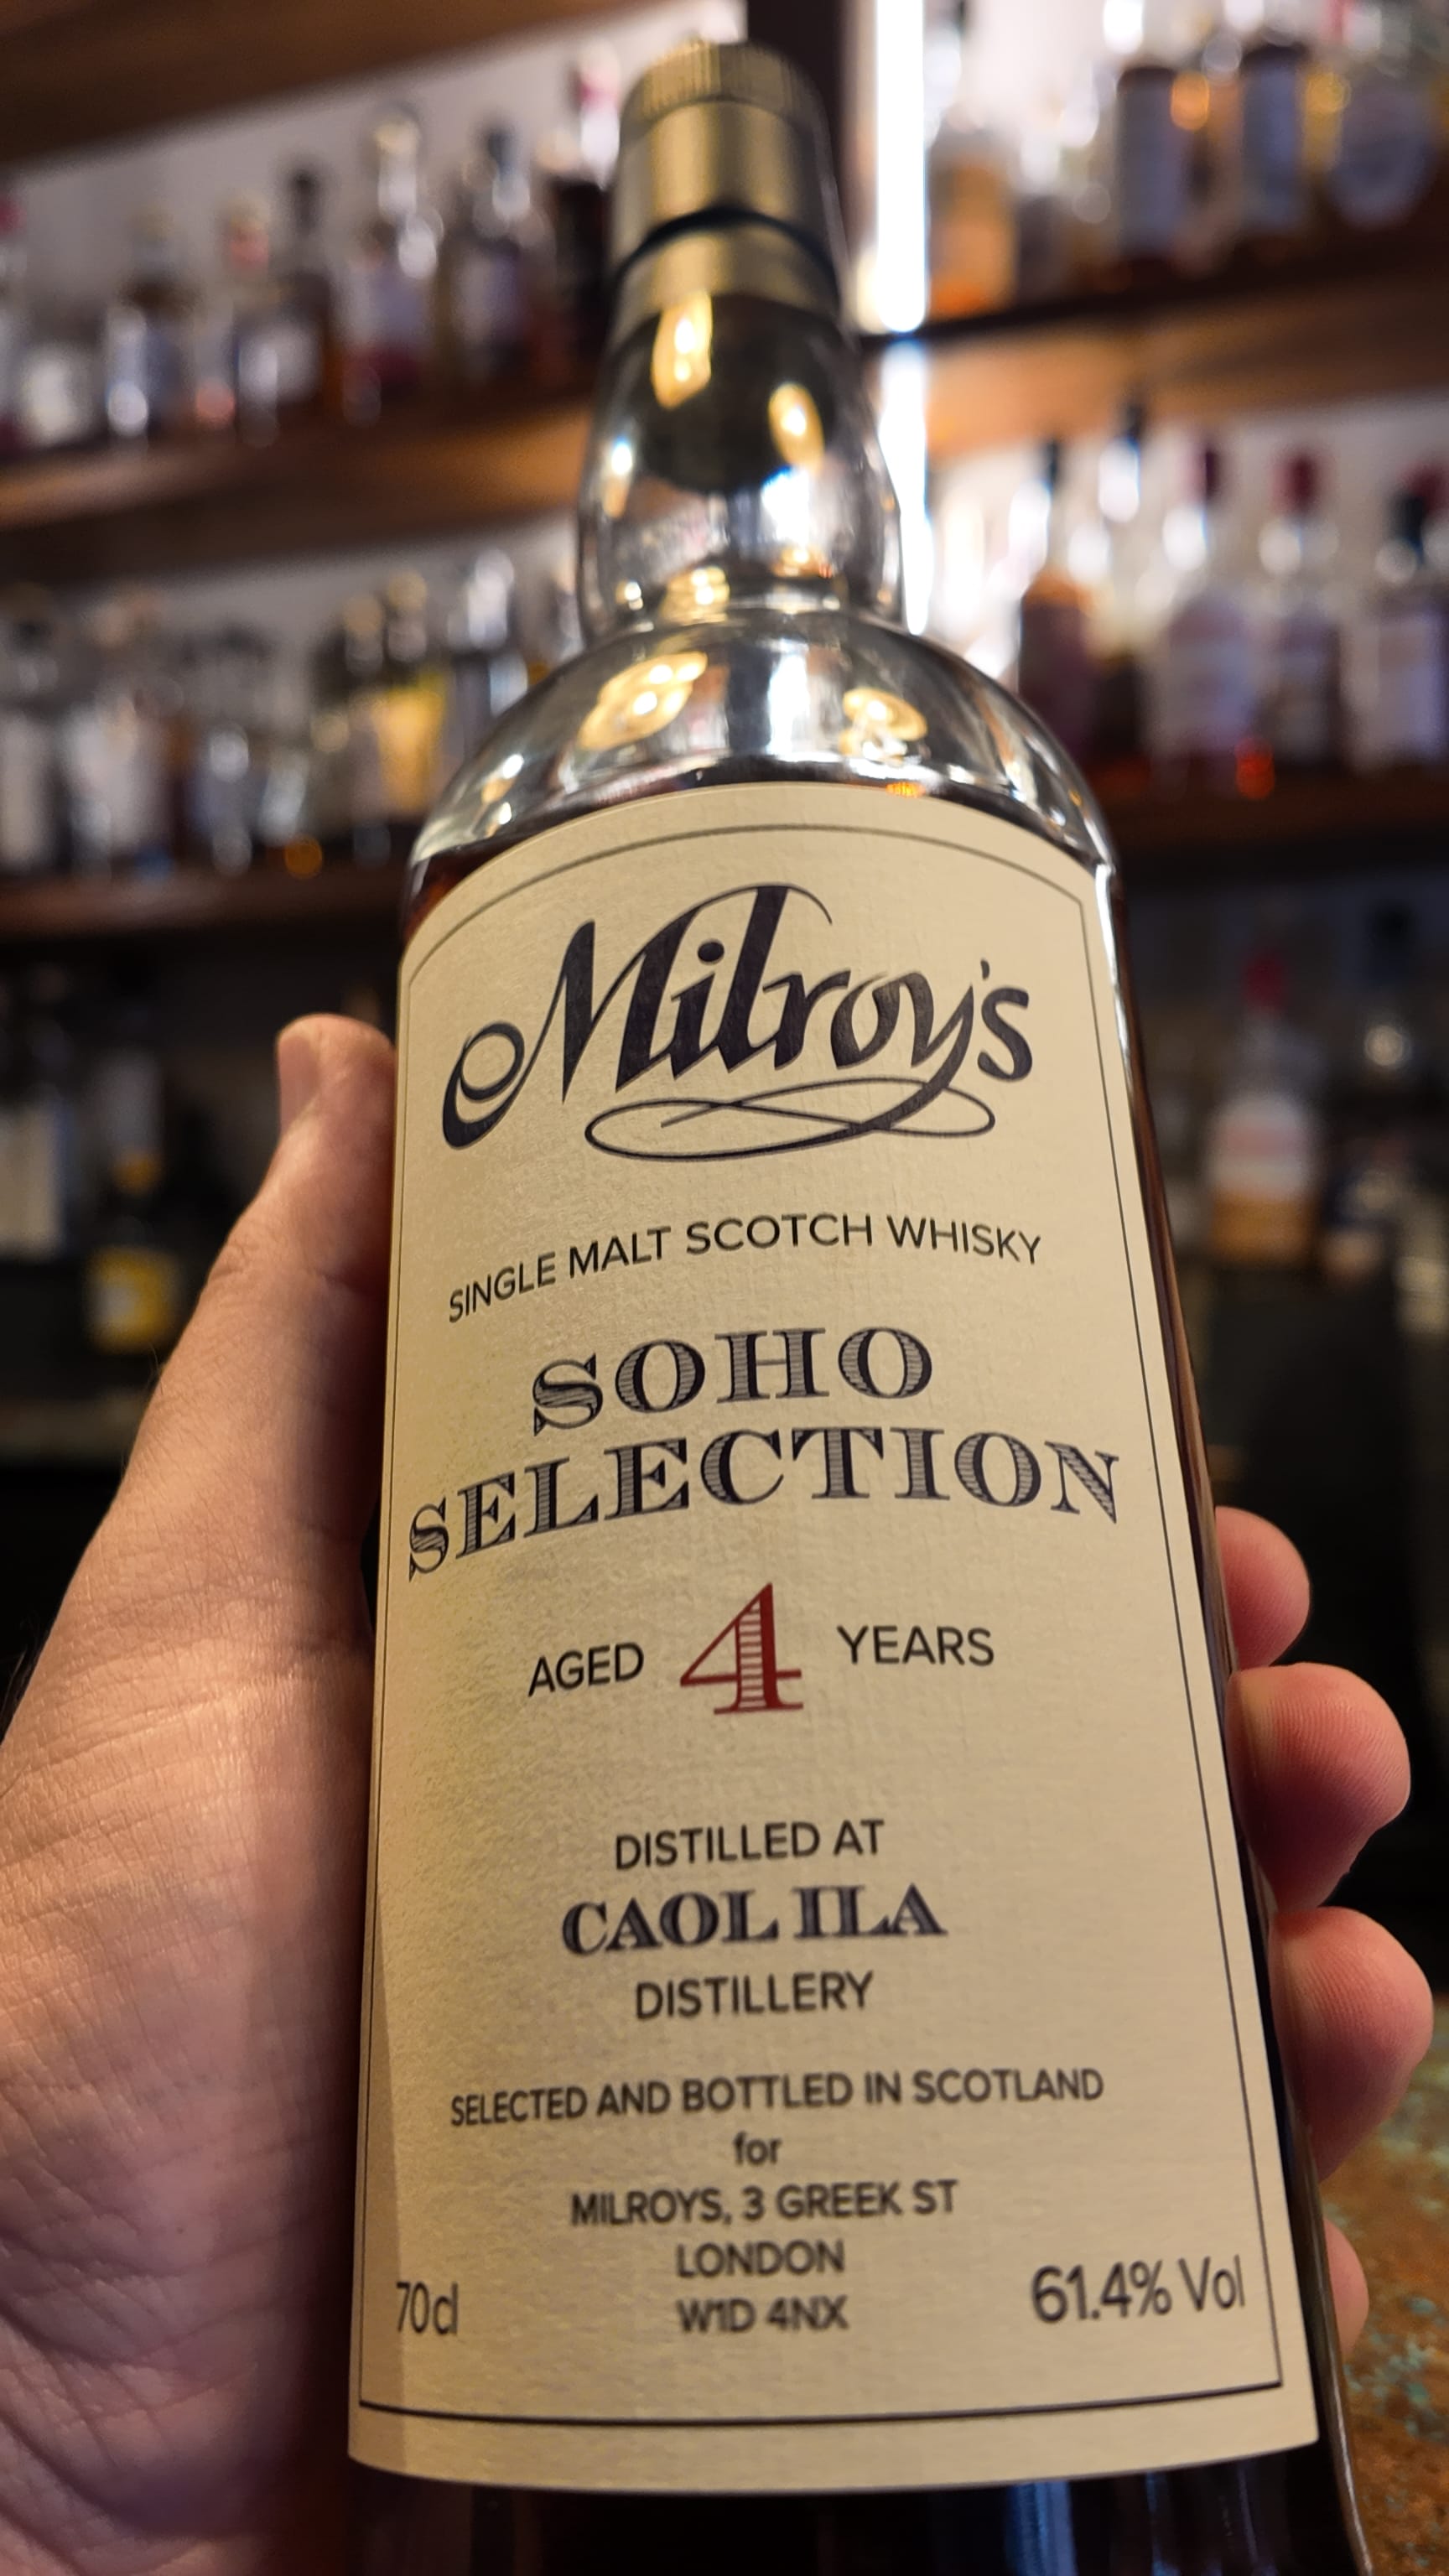 Milroy's
SINGLE MALT SCOTCH WHISKY
SOHO
SELECTION
AGED 4 YEARS
DISTILLED AT
CAOL ILA
DISTILLERY
SELECTED AND BOTTLED IN SCOTLAND
for
MILROYS, 3 GREEK ST
LONDON
W1D 4NX
70cl
61.4% Vol